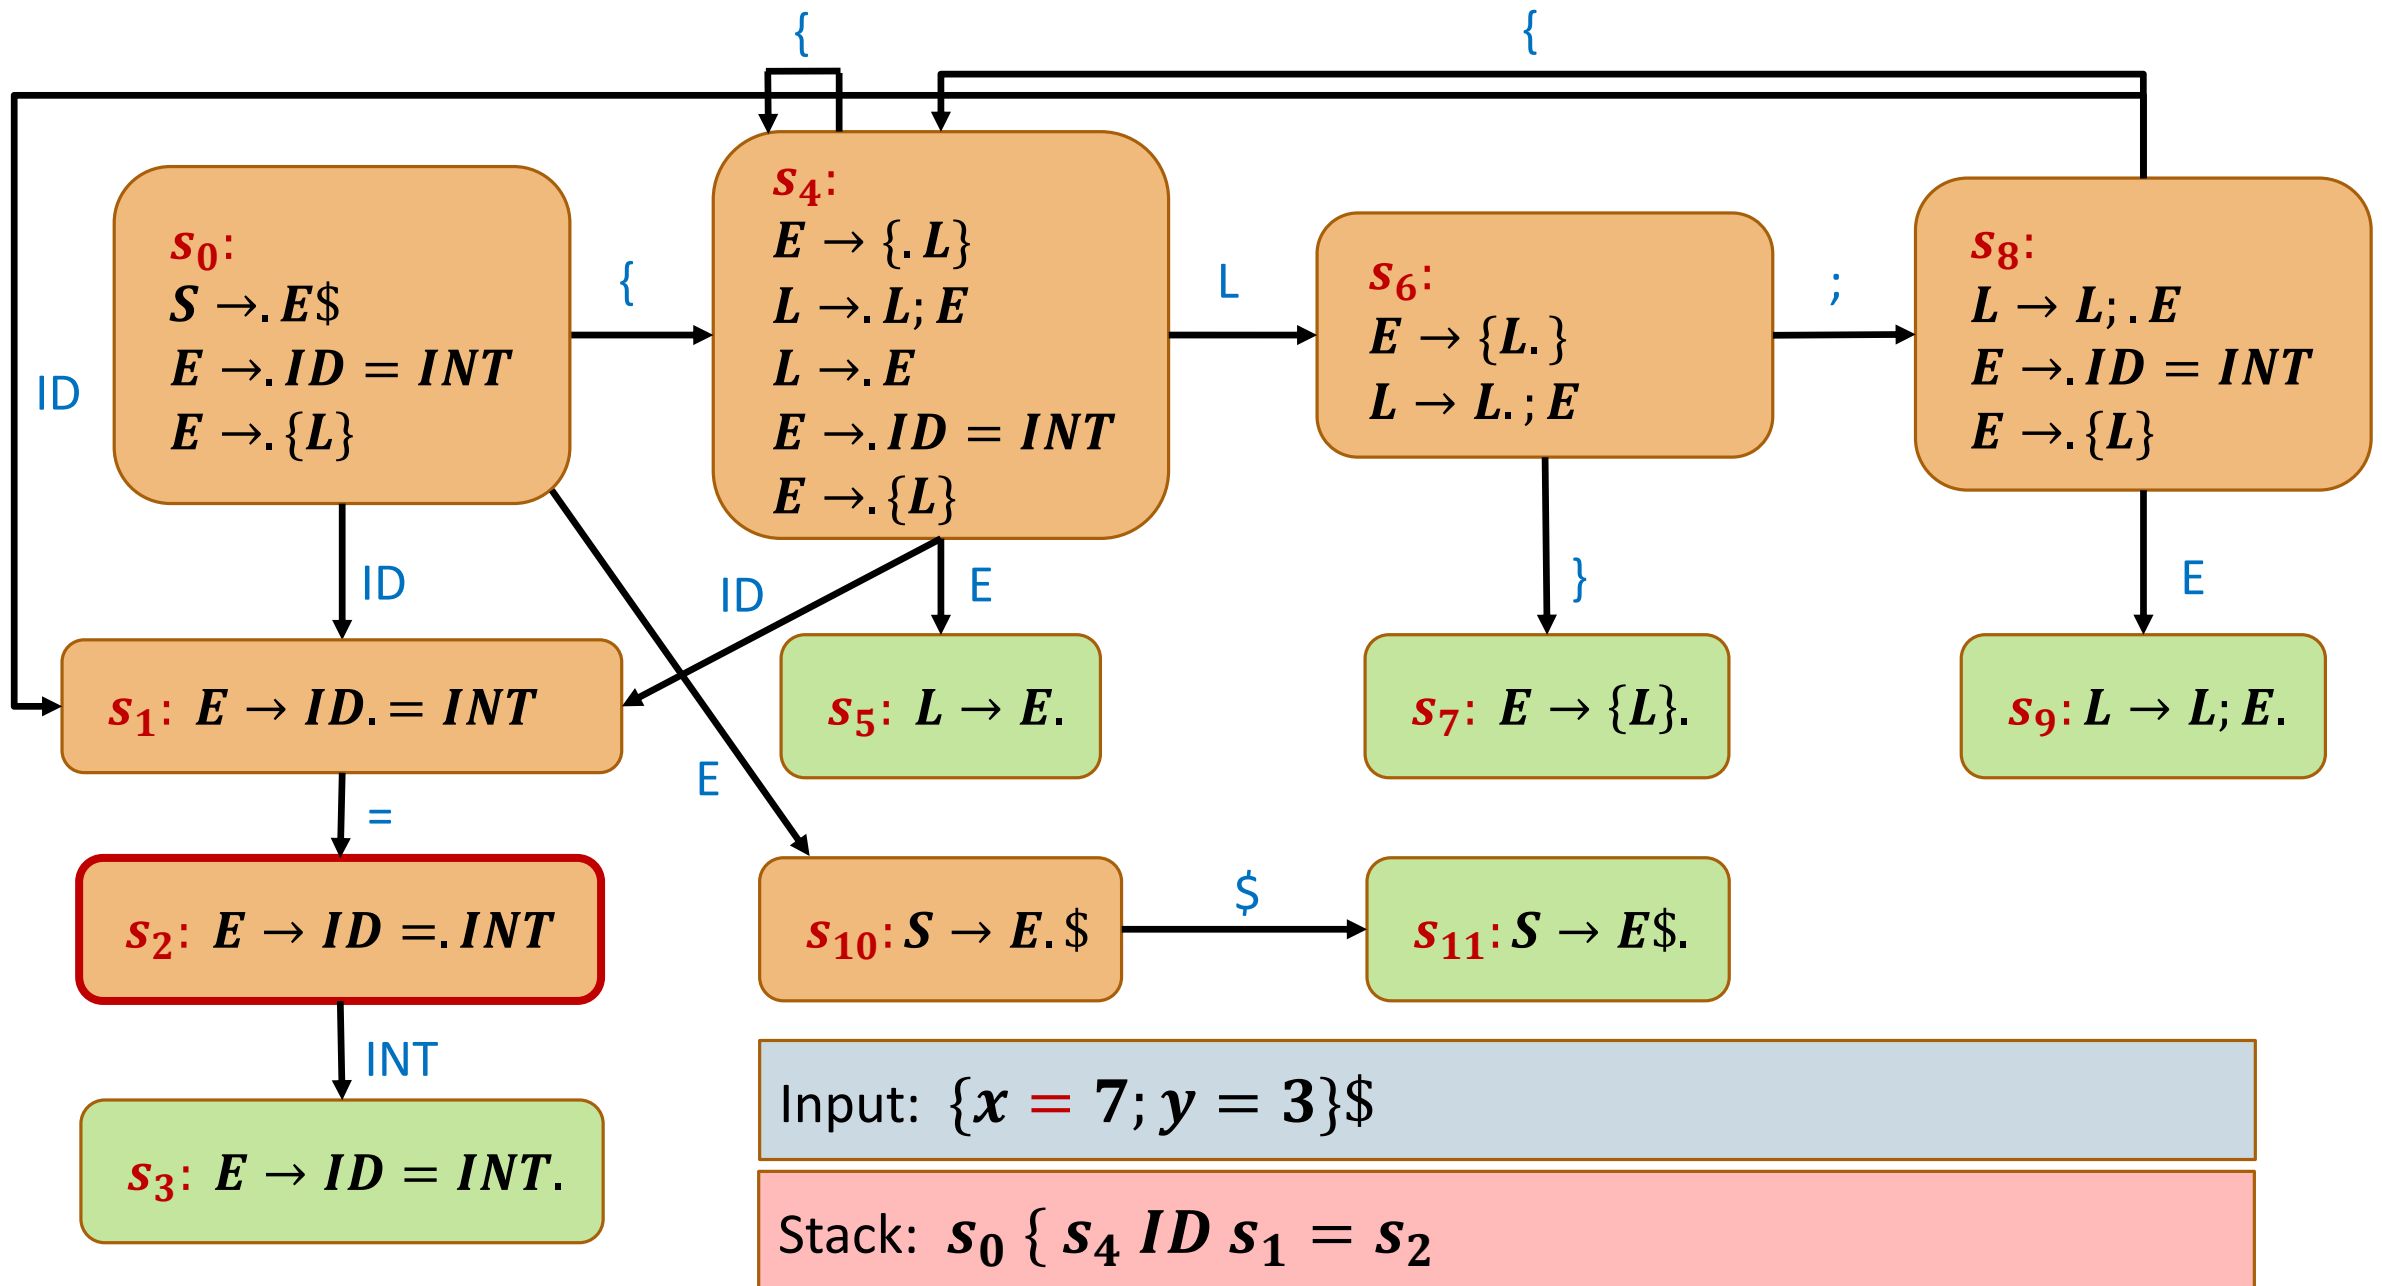 {
{
s₀:
S →. E$
E →. ID = INT
E →. {L}
{
s₄:
E → {. L}
L →. L; E
L →. E
E →. ID = INT
E →. {L}
L
s₆:
E → {L. }
L → L. ; E
;
s₈:
L → L; . E
E →. ID = INT
E →. {L}
ID
ID
ID
E
}
E
s₁: E → ID. = INT
s₅: L → E.
s₇: E → {L}.
s₉: L → L; E.
=
E
s₂: E → ID =. INT
s₁₀: S → E. $
$
s₁₁: S → E$.
INT
s₃: E → ID = INT.
Input: {x = 7; y = 3}$
Stack: s₀ { s₄ ID s₁ = s₂